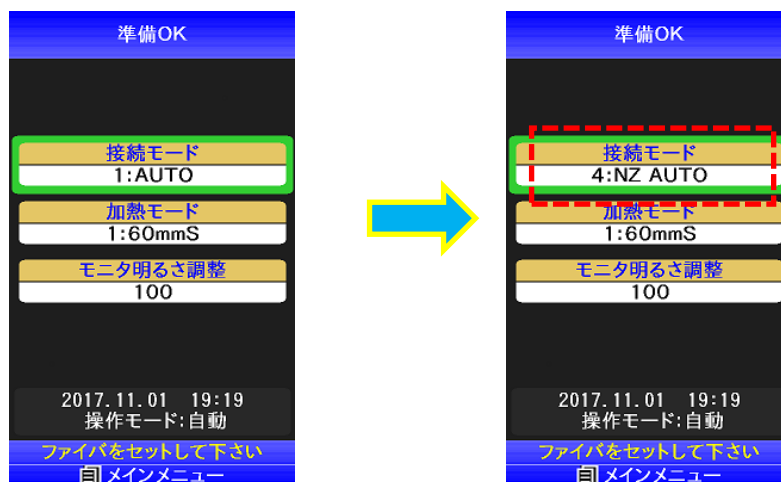 準備OK
接続モード
1:AUTO
加熱モード
1:60mmS
モニタ明るさ調整
100
2017.11.01 19:19
操作モード:自動
ファイバをセットして下さい
メインメニュー
準備OK
接続モード
4:NZ AUTO
加熱モード
1:60mmS
モニタ明るさ調整
100
2017.11.01 19:19
操作モード:自動
ファイバをセットして下さい
メインメニュー